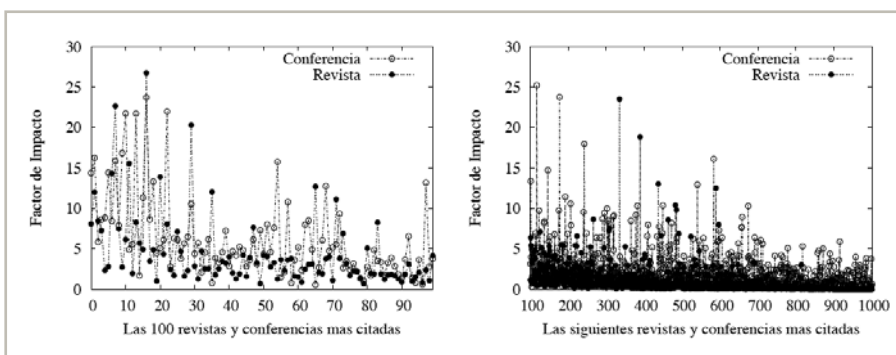 30
25
20
15
10
5
0
Factor de Impacto
Conferencia
Revista
0 10 20 30 40 50 60 70 80 90
Las 100 revistas y conferencias mas citadas
30
25
20
15
10
5
0
Factor de Impacto
Conferencia
Revista
100 200 300 400 500 600 700 800 900 1000
Las siguientes revistas y conferencias mas citadas